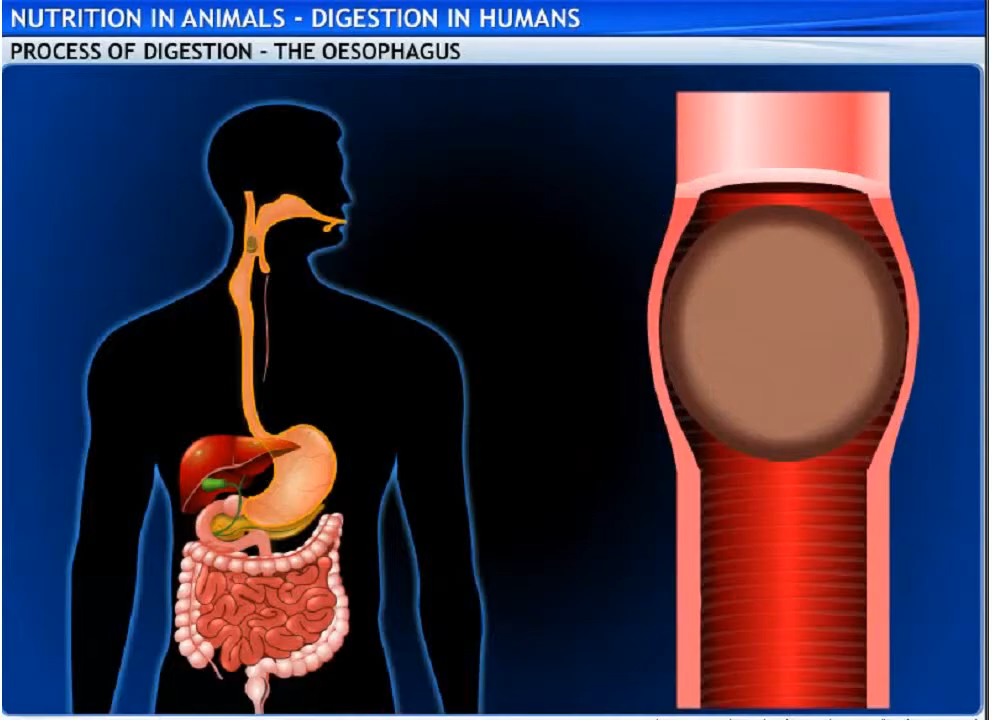 NUTRITION IN ANIMALS - DIGESTION IN HUMANS
PROCESS OF DIGESTION - THE OESOPHAGUS